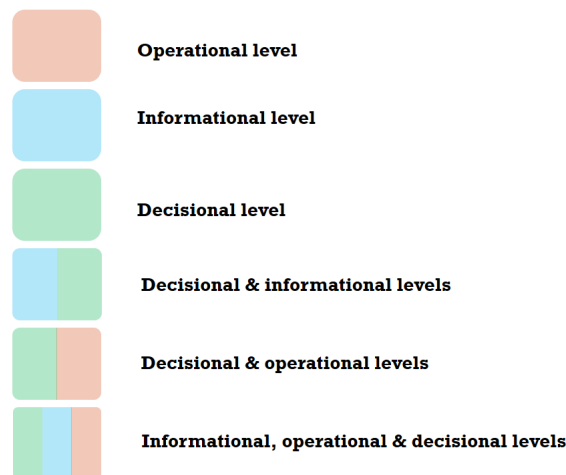 Operational level
Informational level
Decisional level
Decisional & informational levels
Decisional & operational levels
Informational, operational & decisional levels